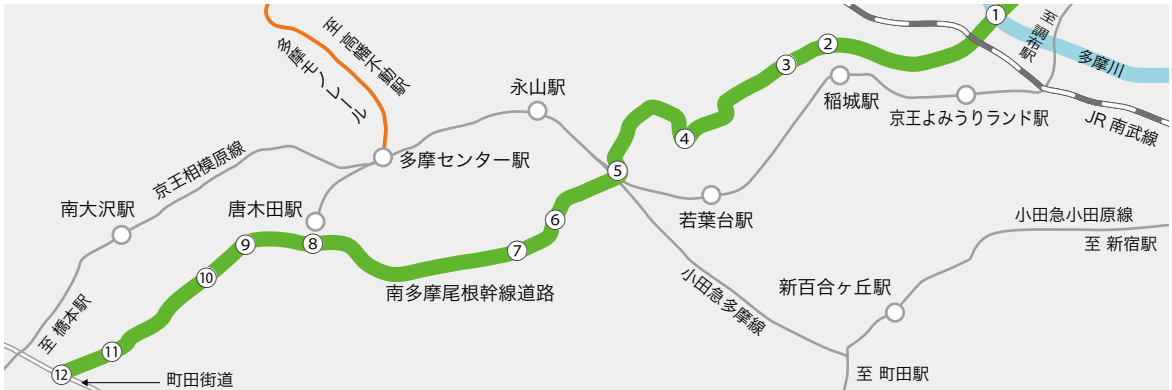 ①
至 調布駅
多摩川
②
至 高幡不動駅
多摩モノレール
③
永山駅
稲城駅
京王よみうりランド駅
JR 南武線
④
京王相模原線
多摩センター駅
⑤
南大沢駅
唐木田駅
若葉台駅
⑥
小田急小田原線
至 新宿駅
⑨
⑧
⑦
⑩
南多摩尾根幹線道路
小田急多摩線
新百合ヶ丘駅
至 橋本駅
⑪
⑫
町田街道
至 町田駅